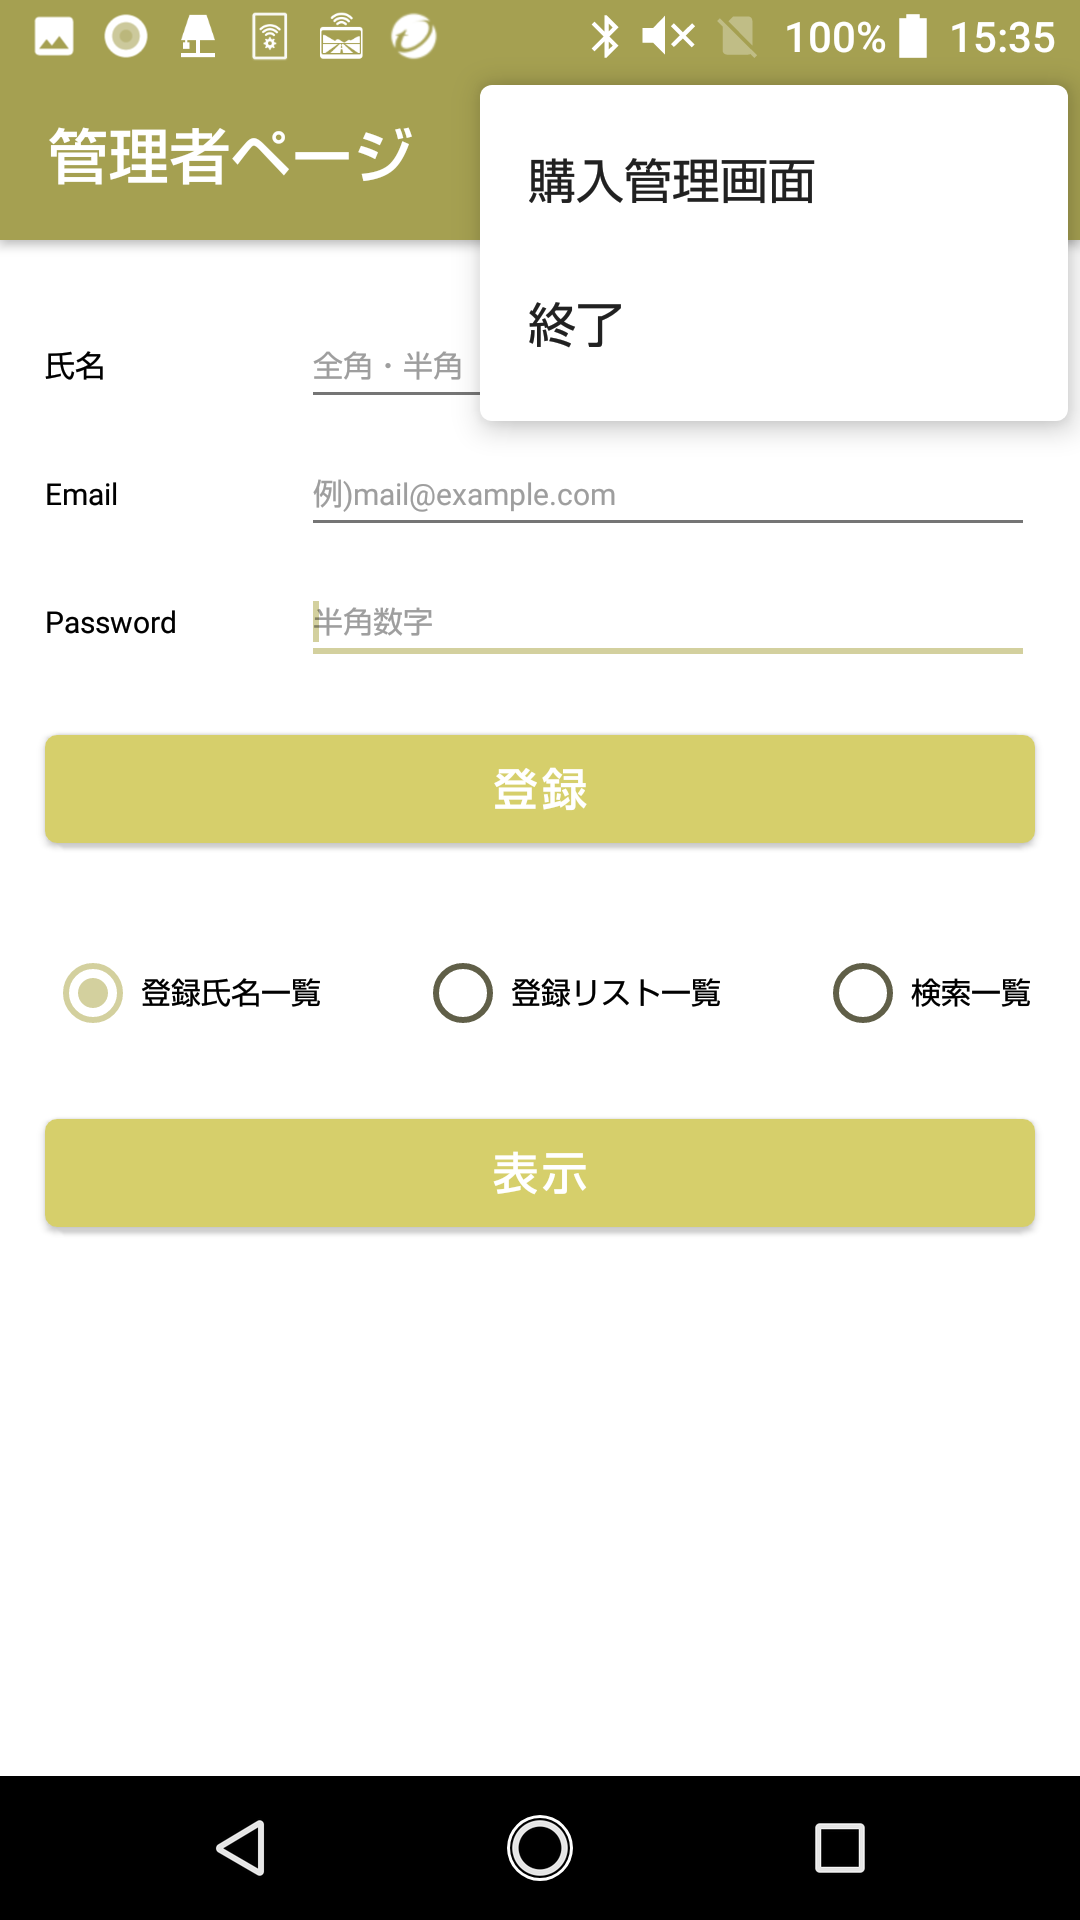 100% 15:35
管理者ページ
購入管理画面
終了
氏名
全角・半角
Email
例)mail@example.com
Password
半角数字
登録
登録氏名一覧 登録リスト一覧 検索一覧
表示